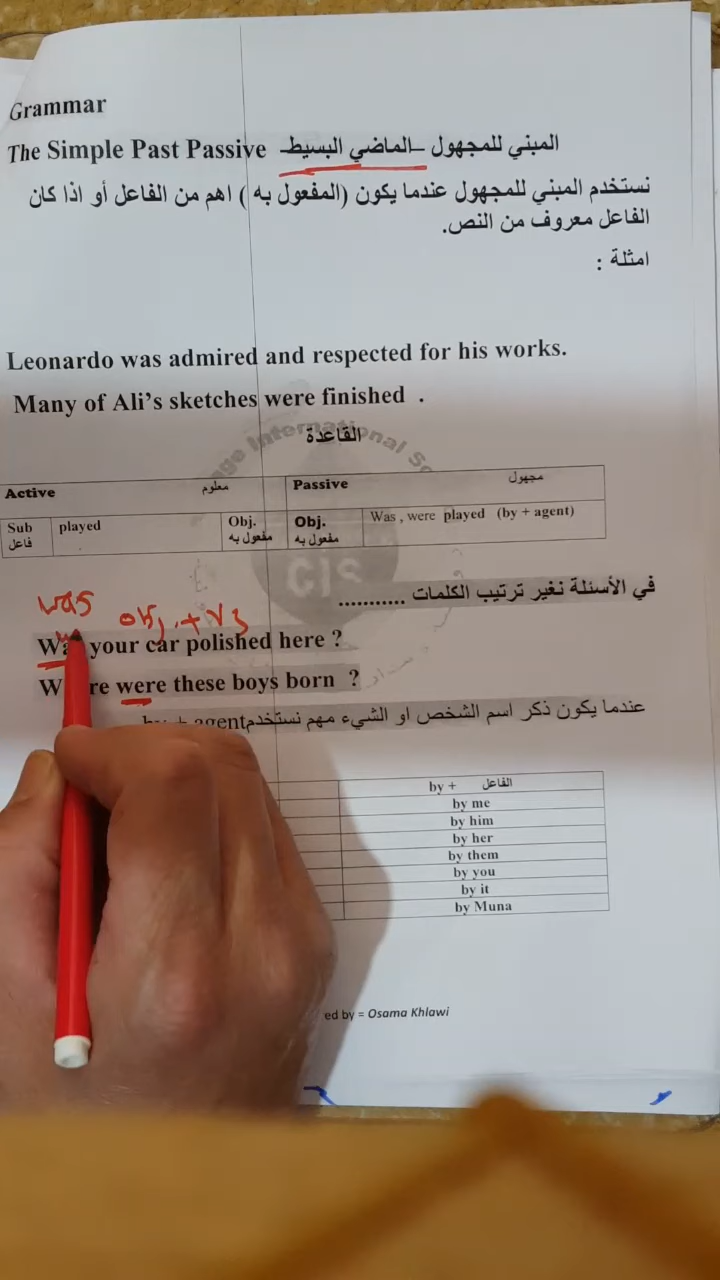 Grammar
The Simple Past Passive المبني للمجهول –الماضي البسيط-
نستخدم المبني للمجهول عندما يكون (المفعول به ) اهم من الفاعل أو اذا كان
الفاعل معروف من النص.
امثلة :
Leonardo was admired and respected for his works.
Many of Ali's sketches were finished .
القاعدة
Active معلوم Passive مجهول
Sub فاعل played Obj. مفعول به Obj. مفعول به Was , were played (by + agent)
في الأسئلة نغير ترتيب الكلمات ...........
was obj. + V3
Was your car polished here ?
were these boys born ?
عندما يكون ذكر اسم الشخص او الشيء مهم نستخدم by + agent
by + الفاعل
by me
by him
by her
by them
by you
by it
by Muna
ed by = Osama Khlawi